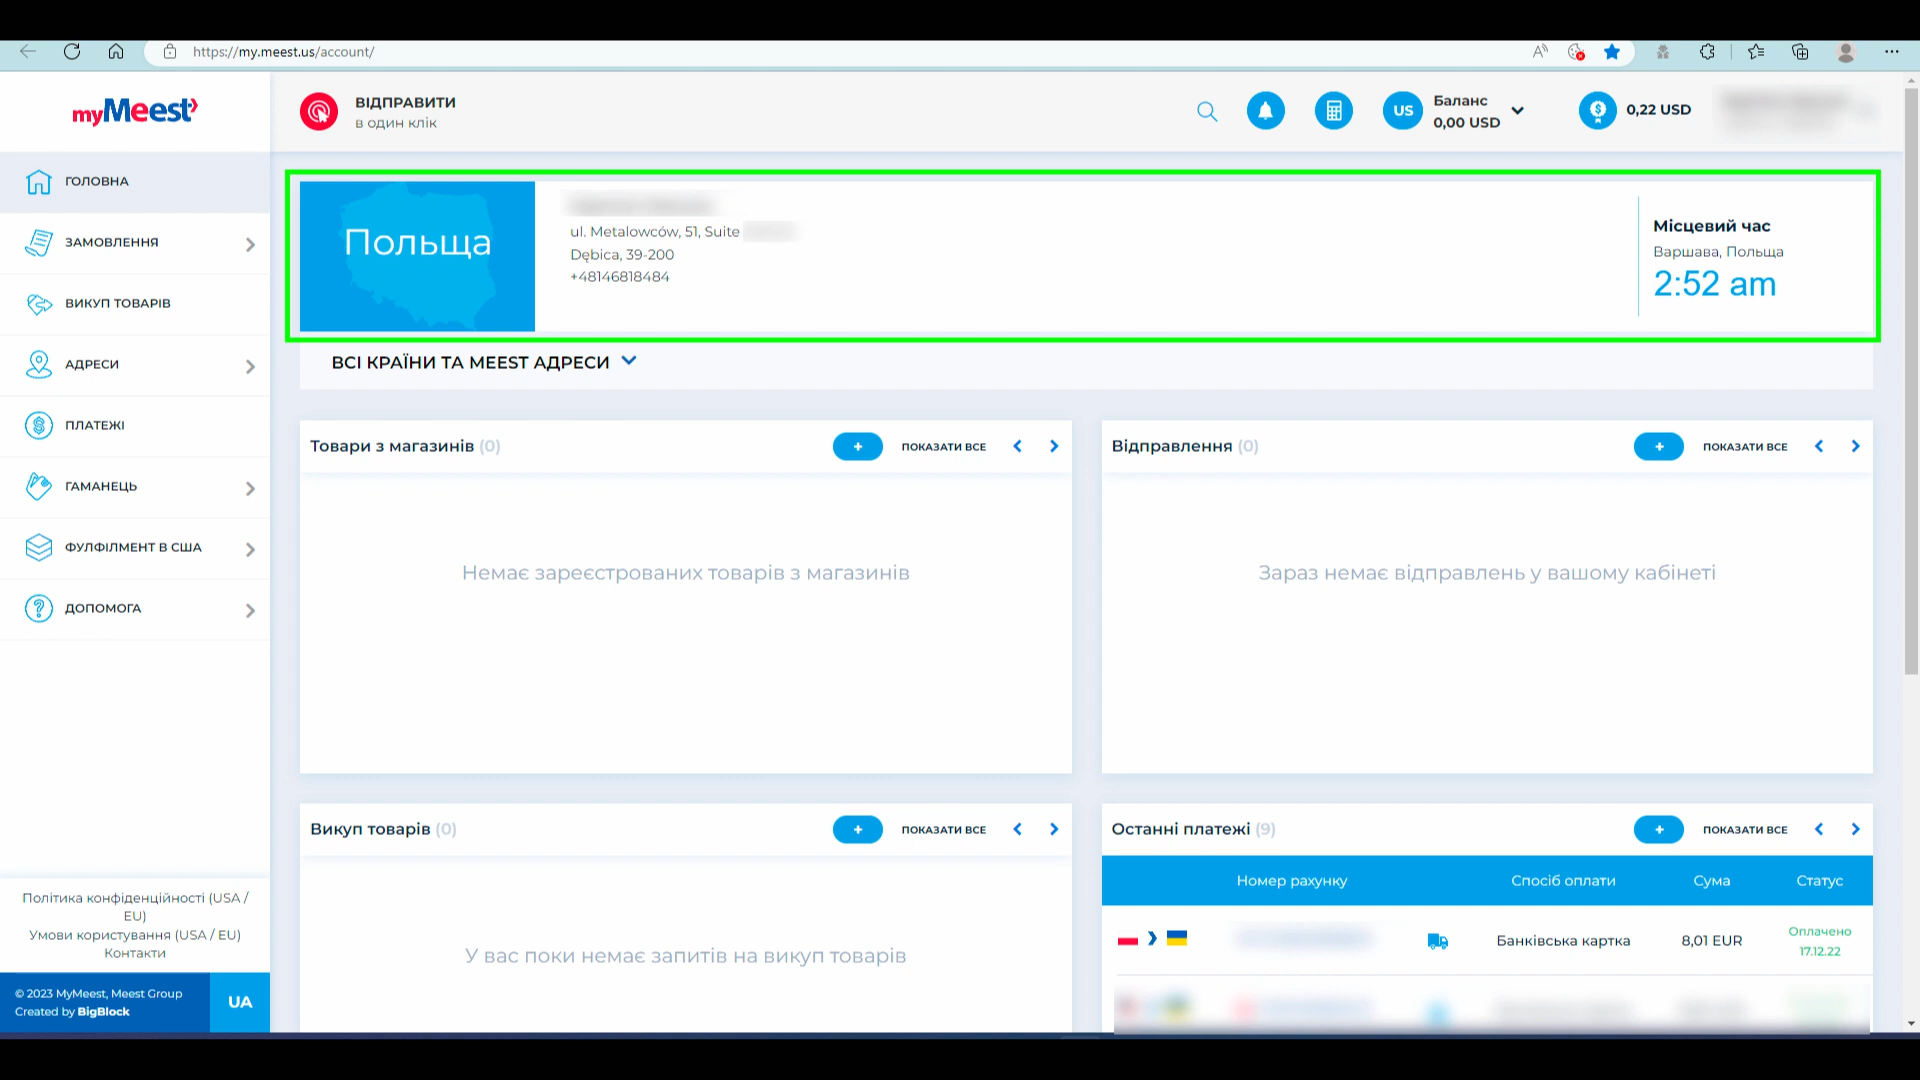 https://my.meest.us/account/
myMeest
ВІДПРАВИТИ
в один клік
US
Баланс
0,00 USD
0,22 USD
ГОЛОВНА
ЗАМОВЛЕННЯ
ВИКУП ТОВАРІВ
АДРЕСИ
ПЛАТЕЖІ
ГАМАНЕЦЬ
ФУЛФІЛМЕНТ В США
ДОПОМОГА
Політика конфіденційності (USA /
EU)
Умови користування (USA / EU)
Контакти
© 2023 MyMeest, Meest Group
Created by BigBlock
UA
Польща
ul. Metalowców, 51, Suite
Dębica, 39-200
+48146818484
Місцевий час
Варшава, Польща
2:52 am
ВСІ КРАЇНИ ТА MEEST АДРЕСИ
Товари з магазинів (0)
+ ПОКАЗАТИ ВСЕ
Немає зареєстрованих товарів з магазинів
Відправлення (0)
+ ПОКАЗАТИ ВСЕ
Зараз немає відправлень у вашому кабінеті
Викуп товарів (0)
+ ПОКАЗАТИ ВСЕ
У вас поки немає запитів на викуп товарів
Останні платежі (9)
+ ПОКАЗАТИ ВСЕ
Номер рахунку Спосіб оплати Сума Статус
Банківська картка 8,01 EUR Оплачено
17.12.22